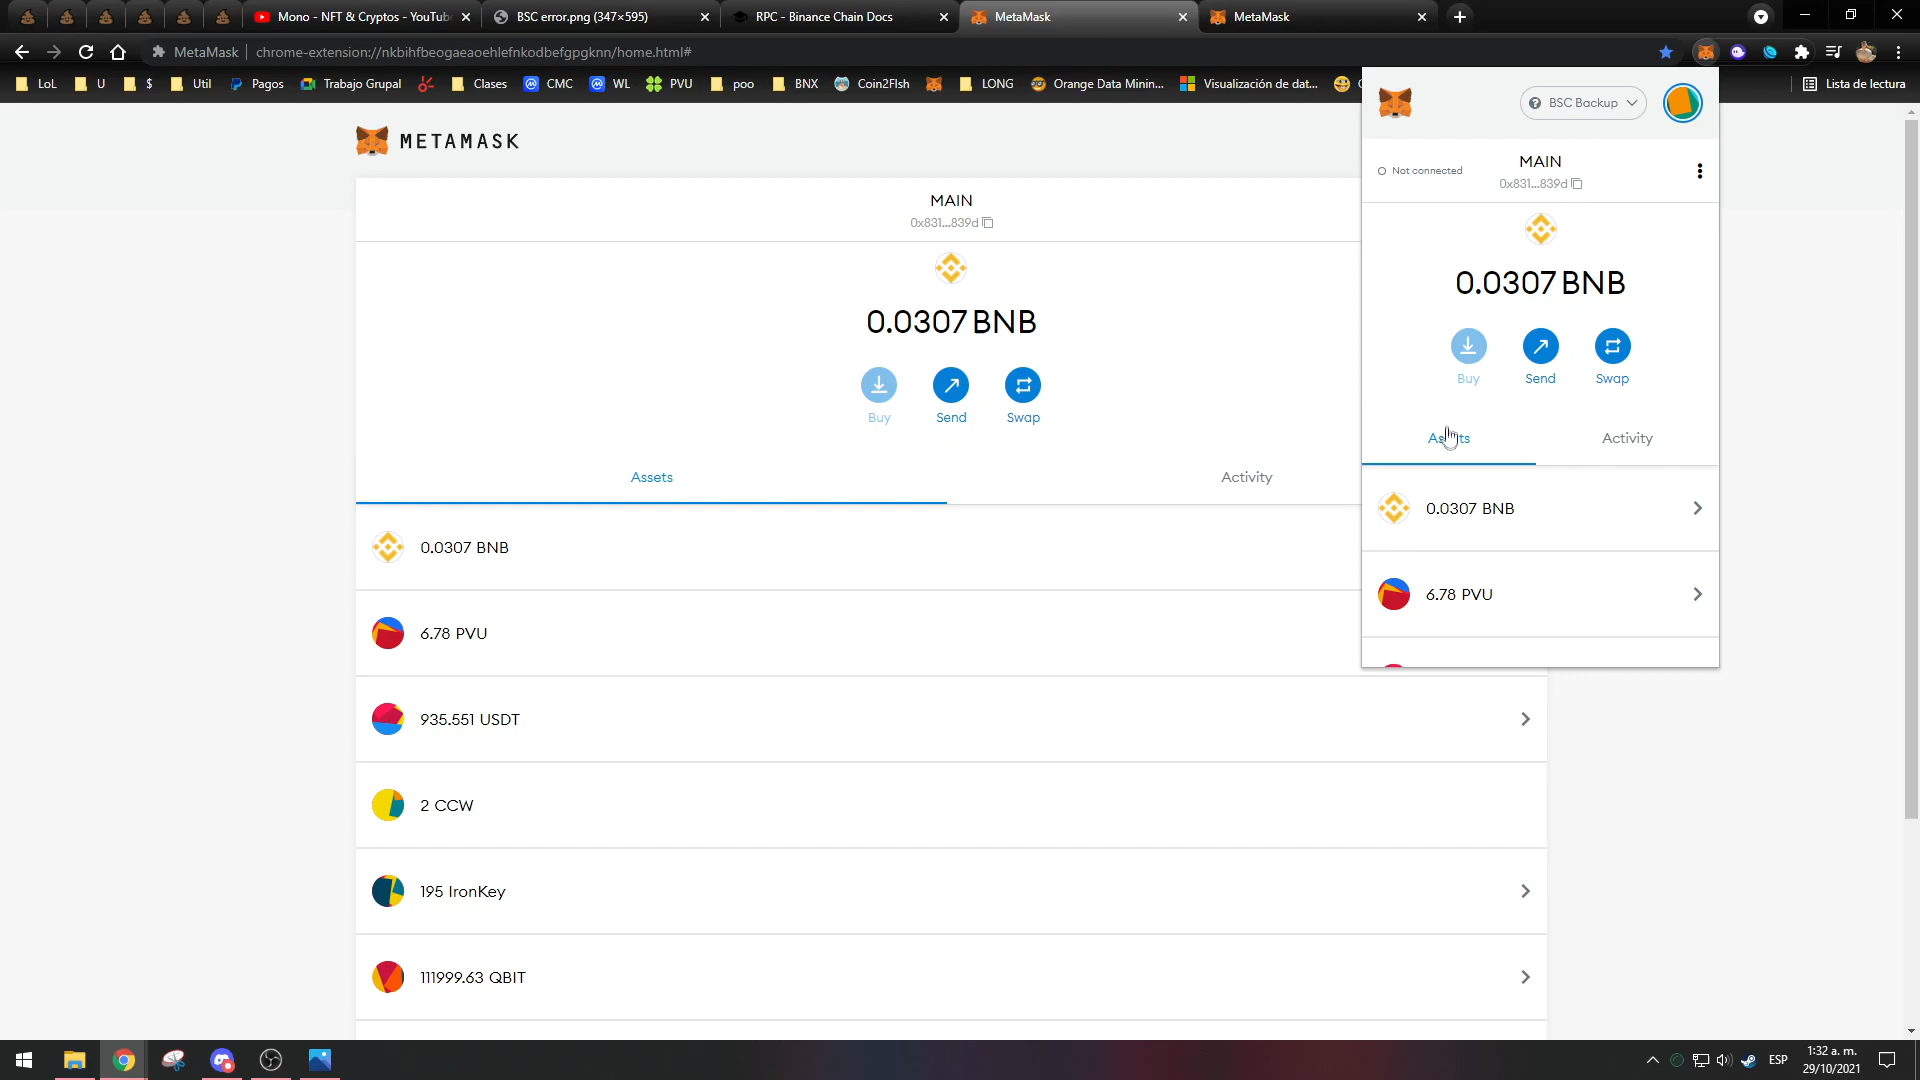 Mono - NFT & Cryptos - YouTub
BSC error.png (347×595)
RPC - Binance Chain Docs
MetaMask
MetaMask
MetaMask
chrome-extension://nkbihfbeogaeaoehlefnkodbefgpgknn/home.html#
LoL
U
$
Util
Pagos
Trabajo Grupal
Clases
CMC
WL
PVU
poo
BNX
Coin2FIsh
LONG
Orange Data Minin...
Visualización de dat...
Lista de lectura
METAMASK
MAIN
0x831...839d
0.0307 BNB
Buy
Send
Swap
Assets
Activity
0.0307 BNB
6.78 PVU
935.551 USDT
2 CCW
195 IronKey
111999.63 QBIT
BSC Backup
Not connected
MAIN
0x831...839d
0.0307 BNB
Buy
Send
Swap
Assets
Activity
0.0307 BNB
6.78 PVU
ESP
1:32 a. m.
29/10/2021